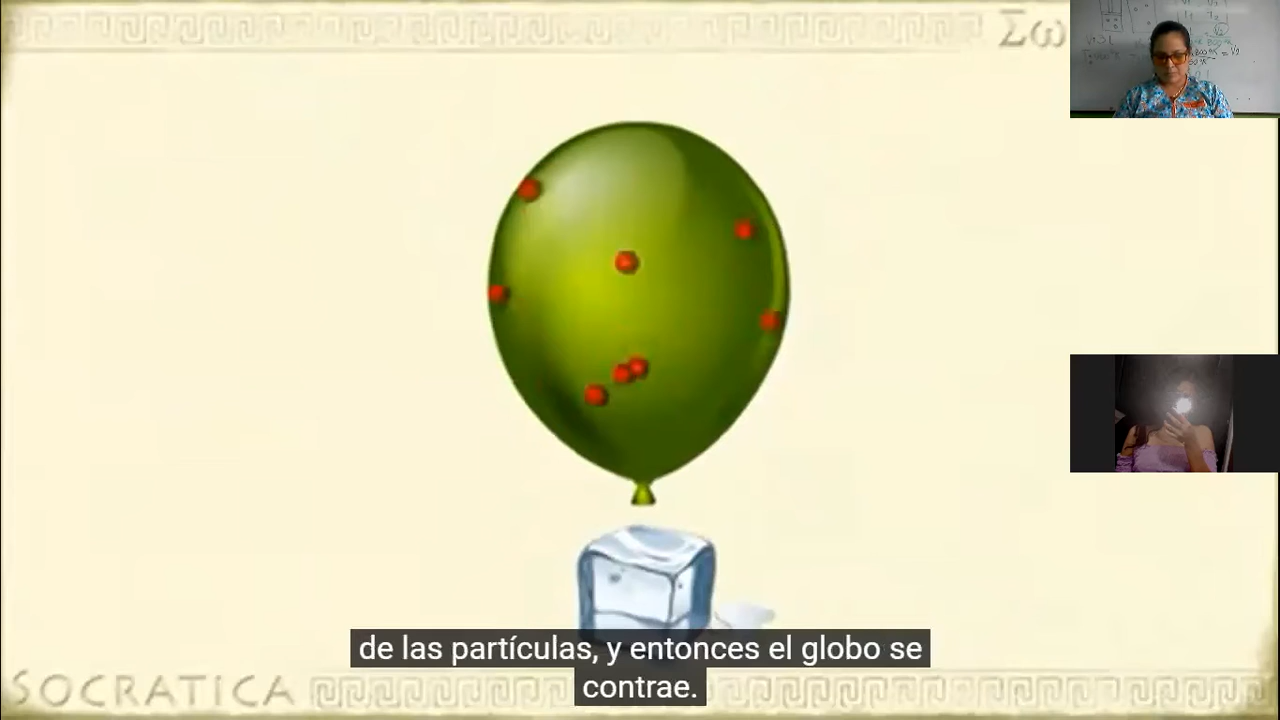 Σω
de las partículas, y entonces el globo se
contrae.
SOCRATICA